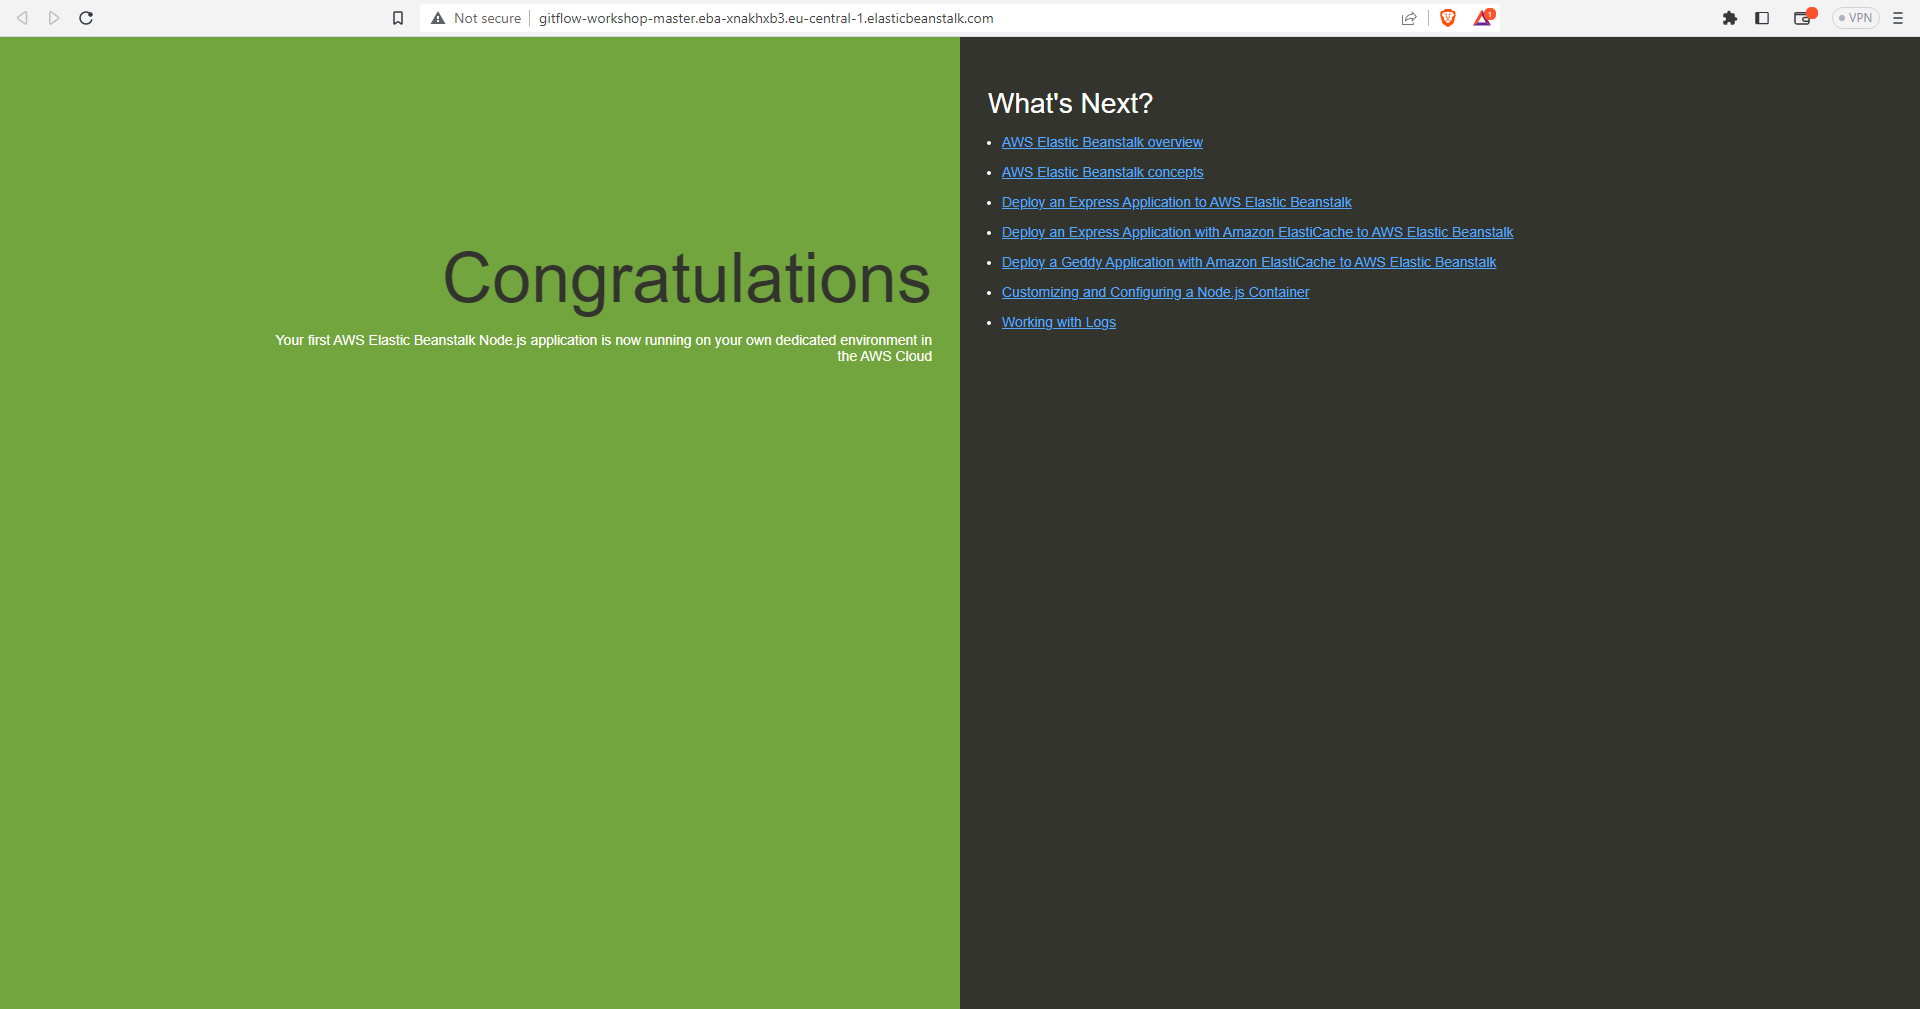 Not secure
gitflow-workshop-master.eba-xnakhxb3.eu-central-1.elasticbeanstalk.com
1
VPN
Congratulations
Your first AWS Elastic Beanstalk Node.js application is now running on your own dedicated environment in
the AWS Cloud
What's Next?
AWS Elastic Beanstalk overview
AWS Elastic Beanstalk concepts
Deploy an Express Application to AWS Elastic Beanstalk
Deploy an Express Application with Amazon ElastiCache to AWS Elastic Beanstalk
Deploy a Geddy Application with Amazon ElastiCache to AWS Elastic Beanstalk
Customizing and Configuring a Node.js Container
Working with Logs